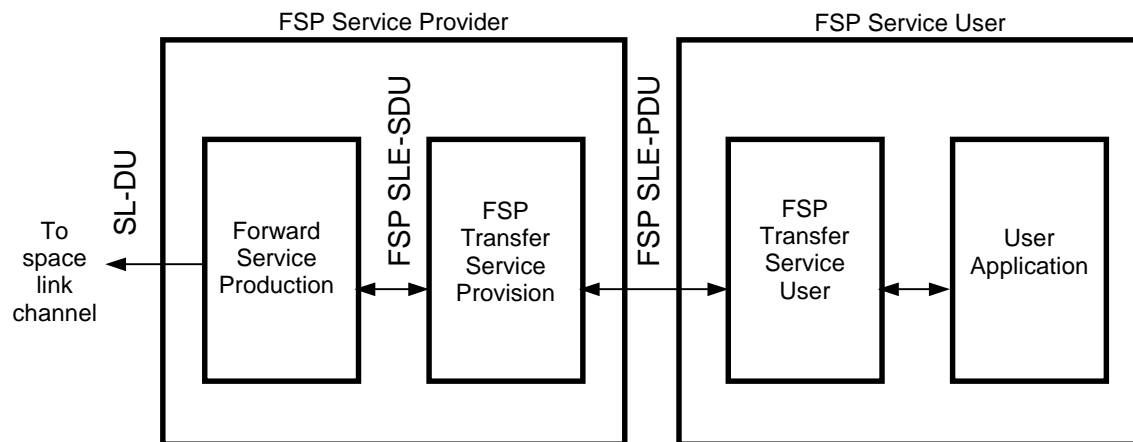 FSP Service Provider
FSP Service User
SL-DU
FSP SLE-SDU
FSP SLE-PDU
To
space
link
channel
Forward
Service
Production
FSP
Transfer
Service
Provision
FSP
Transfer
Service
User
User
Application